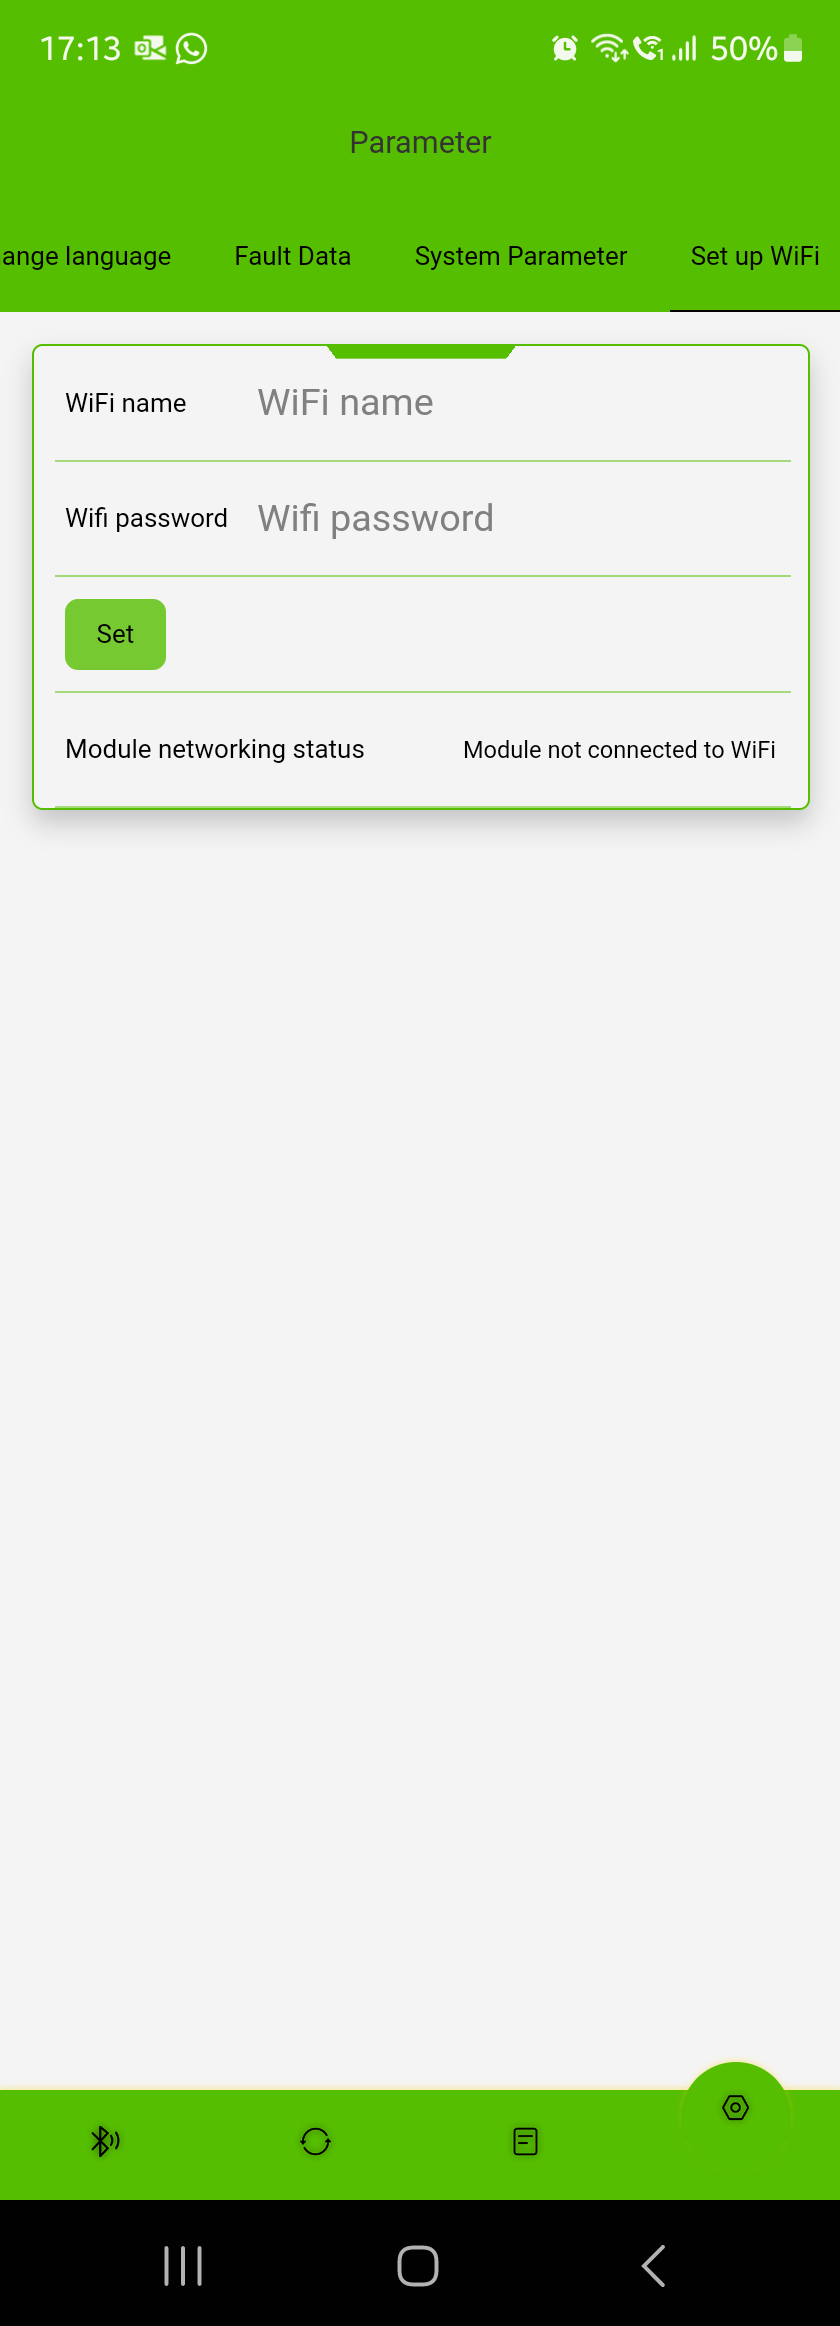 17:13 50%
Parameter
ange language Fault Data System Parameter Set up WiFi
WiFi name WiFi name
Wifi password Wifi password
Set
Module networking status Module not connected to WiFi